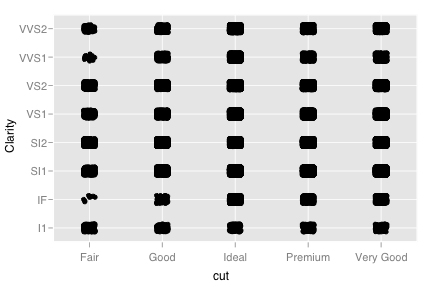 VVS2
VVS1
VS2
VS1
SI2
SI1
IF
I1
Clarity
Fair Good Ideal Premium Very Good
cut